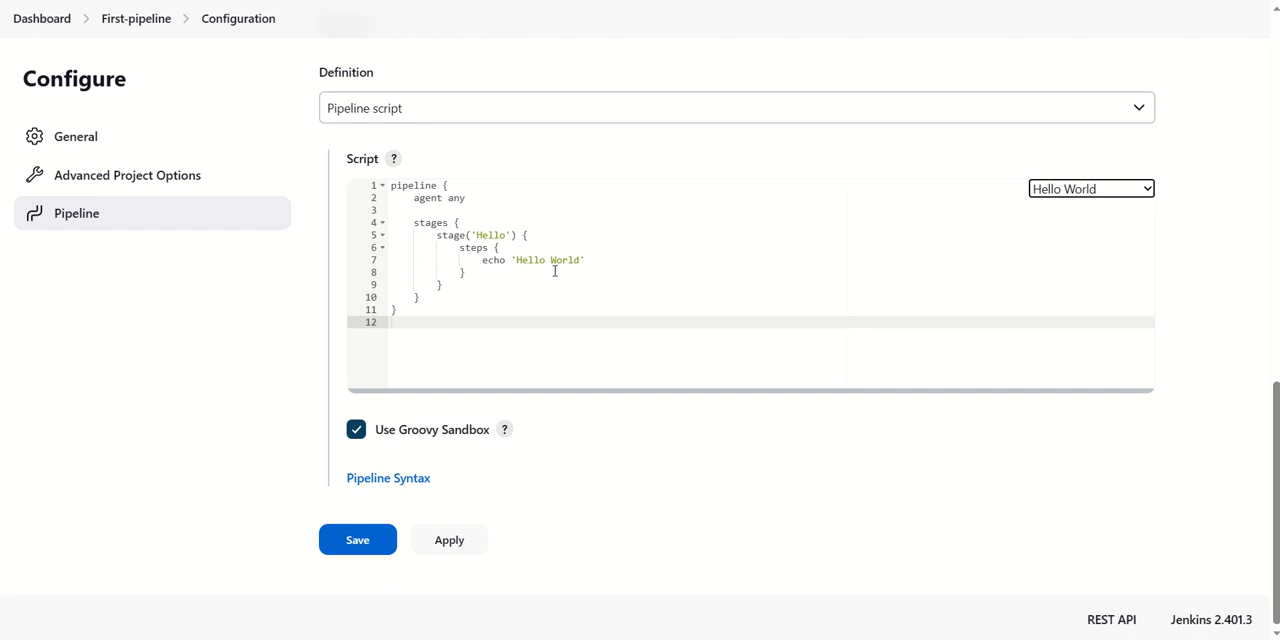 Dashboard > First-pipeline > Configuration
Configure
General
Advanced Project Options
Pipeline
Definition
Pipeline script
Script ?
Hello World
1 pipeline {
2     agent any
3
4     stages {
5         stage('Hello') {
6             steps {
7                 echo 'Hello World'
8             }
9         }
10     }
11 }
12
Use Groovy Sandbox ?
Pipeline Syntax
Save Apply
REST API Jenkins 2.401.3